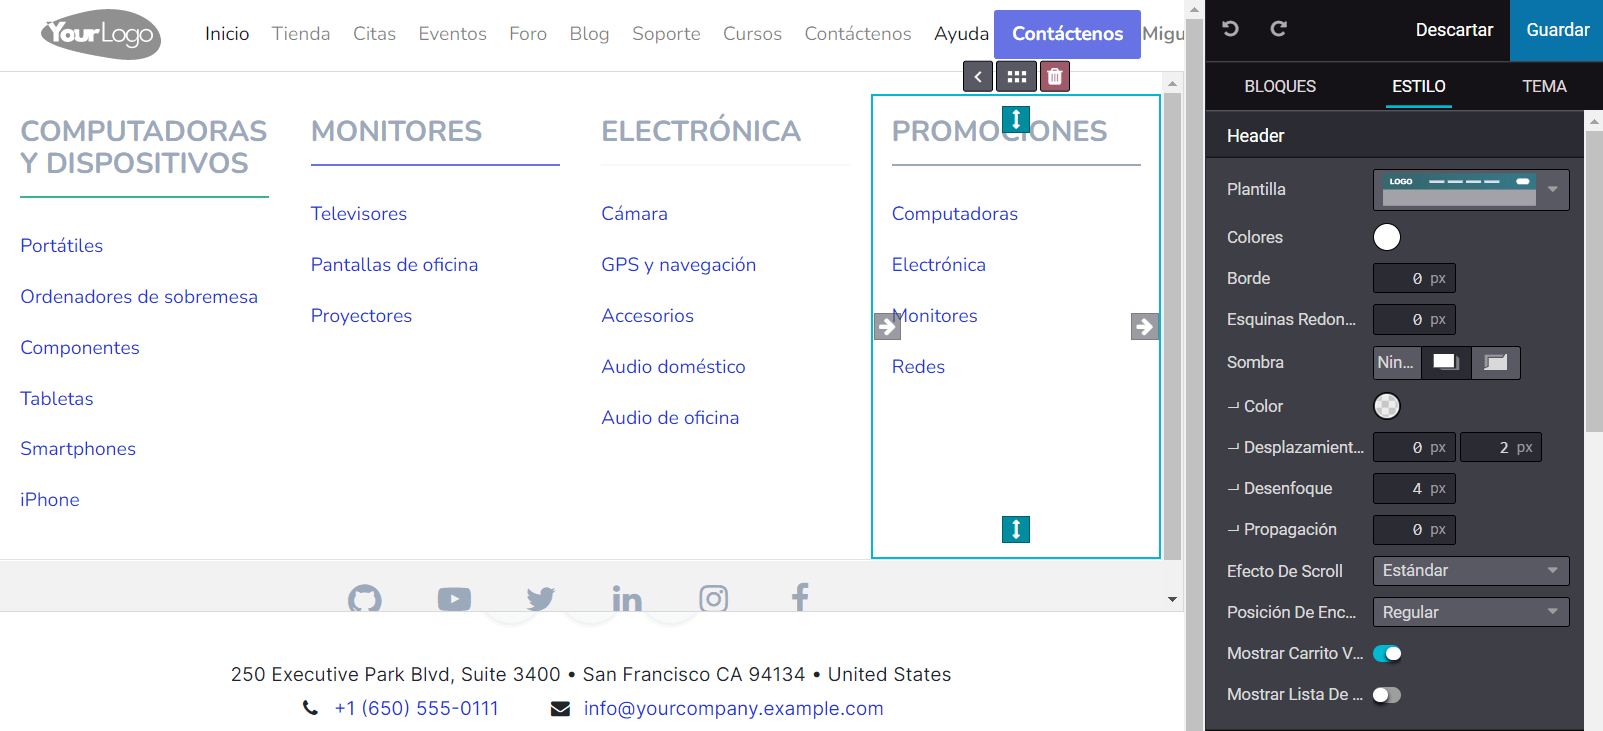 YourLogo
Inicio Tienda Citas Eventos Foro Blog Soporte Cursos Contáctenos Ayuda Contáctenos Migu
COMPUTADORAS
Y DISPOSITIVOS
Portátiles
Ordenadores de sobremesa
Componentes
Tabletas
Smartphones
iPhone
MONITORES
Televisores
Pantallas de oficina
Proyectores
ELECTRÓNICA
Cámara
GPS y navegación
Accesorios
Audio doméstico
Audio de oficina
PROMOCIONES
Computadoras
Electrónica
Monitores
Redes
250 Executive Park Blvd, Suite 3400 • San Francisco CA 94134 • United States
+1 (650) 555-0111 info@yourcompany.example.com
Descartar Guardar
BLOQUES ESTILO TEMA
Header
Plantilla LOGO
Colores
Borde 0 px
Esquinas Redon... 0 px
Sombra Nin...
Color
Desplazamient... 0 px 2 px
Desenfoque 4 px
Propagación 0 px
Efecto De Scroll Estándar
Posición De Enc... Regular
Mostrar Carrito V...
Mostrar Lista De ...